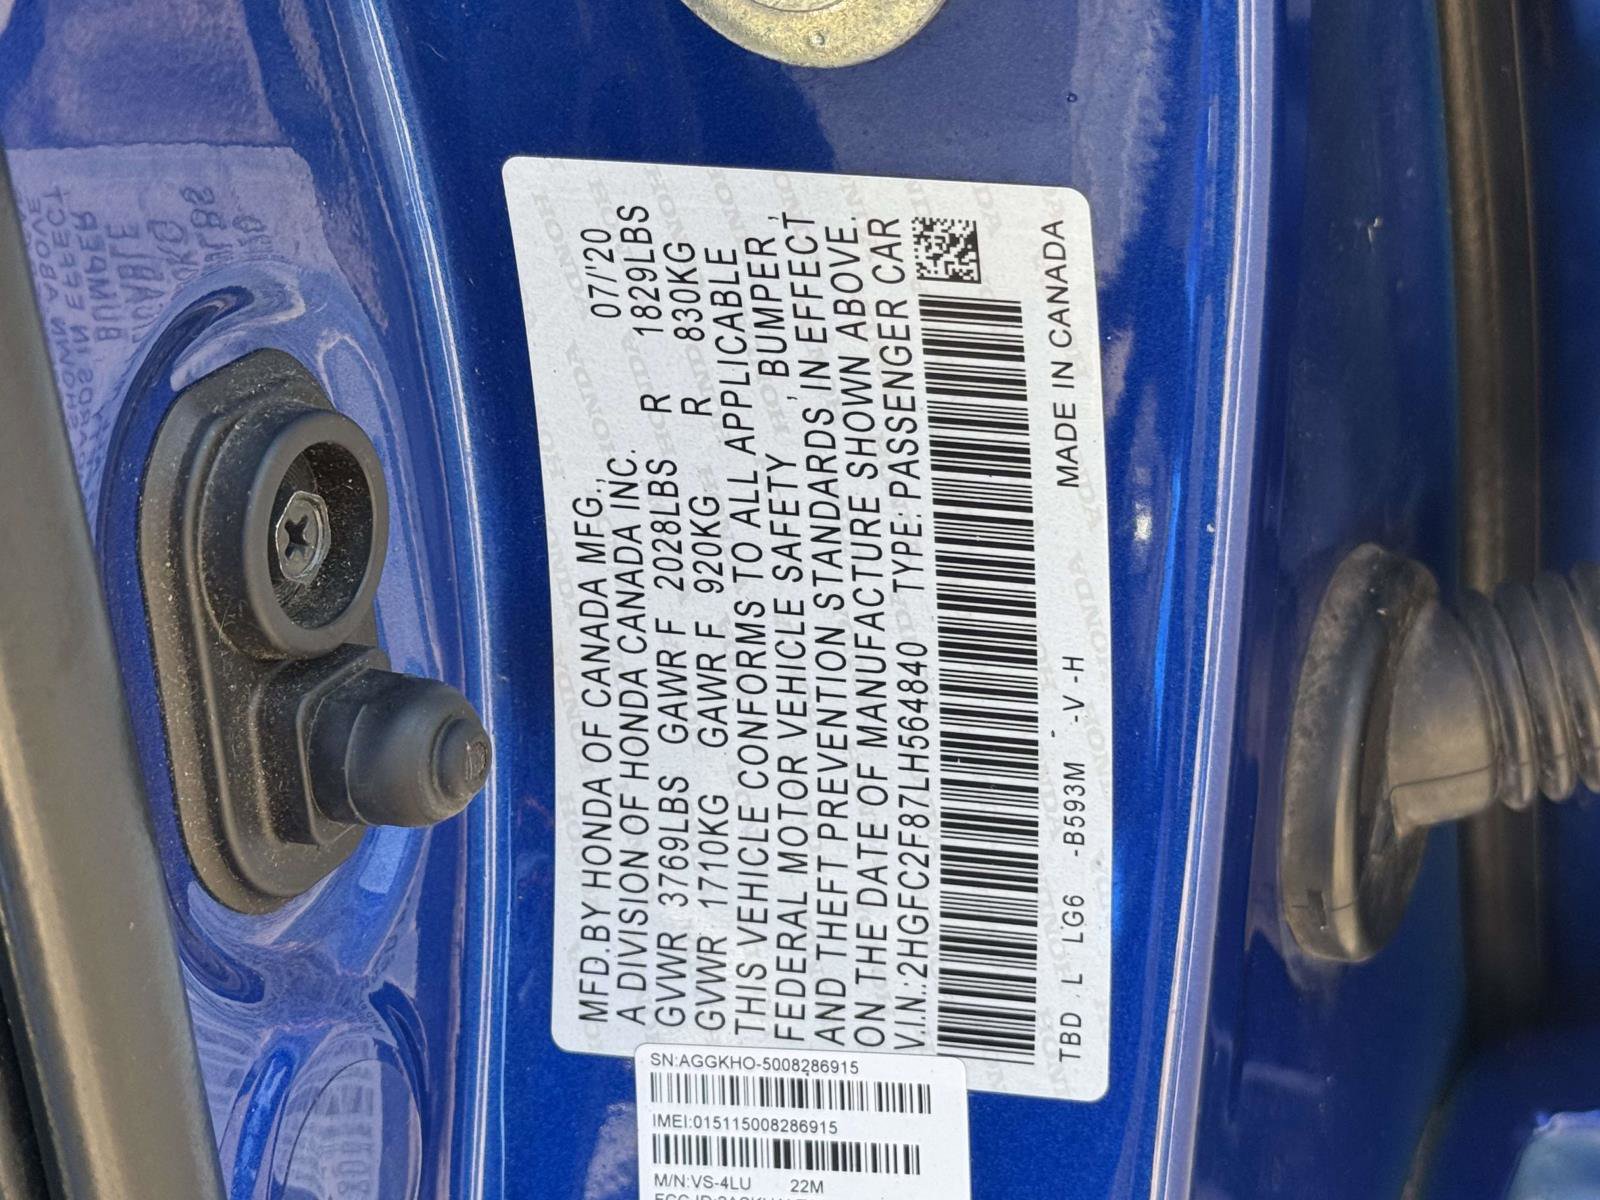 MFD.BY HONDA OF CANADA MFG., 07/'20
A DIVISION OF HONDA CANADA INC.
GVWR 3769LBS GAWR F 2028LBS R 1829LBS
GVWR 1710KG GAWR F 920KG R 830KG
THIS VEHICLE CONFORMS TO ALL APPLICABLE
FEDERAL MOTOR VEHICLE SAFETY , BUMPER,
AND THEFT PREVENTION STANDARDS IN EFFECT
ON THE DATE OF MANUFACTURE SHOWN ABOVE.
V.I.N.:2HGFC2F87LH564840 TYPE:PASSENGER CAR
TBD L LG6 -B593M -V -H MADE IN CANADA
SN:AGGKHO-5008286915
IMEI:015115008286915
M/N:VS-4LU 22M